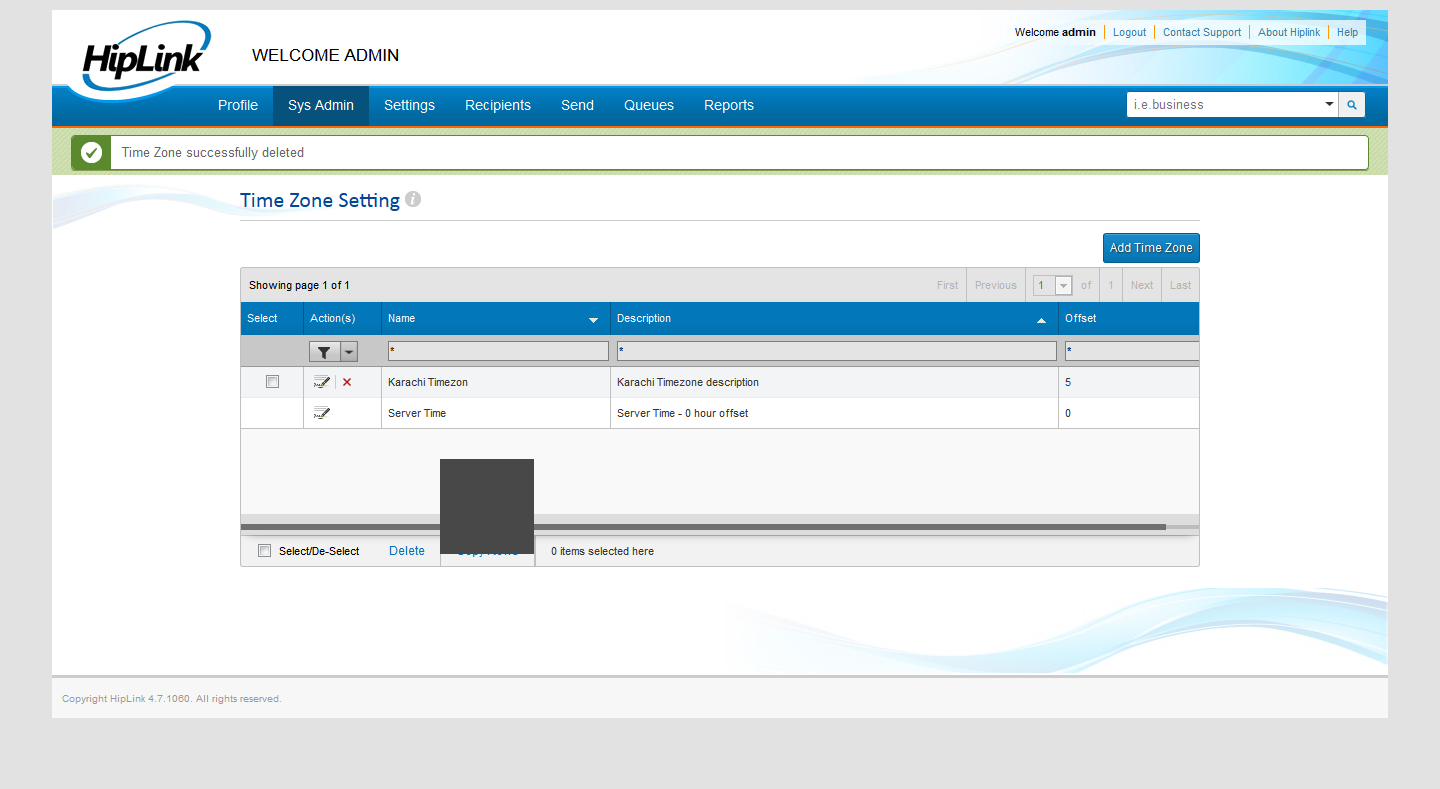 HipLink
WELCOME ADMIN
Welcome admin Logout Contact Support About Hiplink Help
Profile Sys Admin Settings Recipients Send Queues Reports
i.e.business
Time Zone successfully deleted
Time Zone Setting i
Add Time Zone
Showing page 1 of 1 First Previous 1 of 1 Next Last
Select Action(s) Name Description Offset
* * *
Karachi Timezon Karachi Timezone description 5
Server Time Server Time - 0 hour offset 0
Select/De-Select Delete 0 items selected here
Copyright HipLink 4.7.1060. All rights reserved.